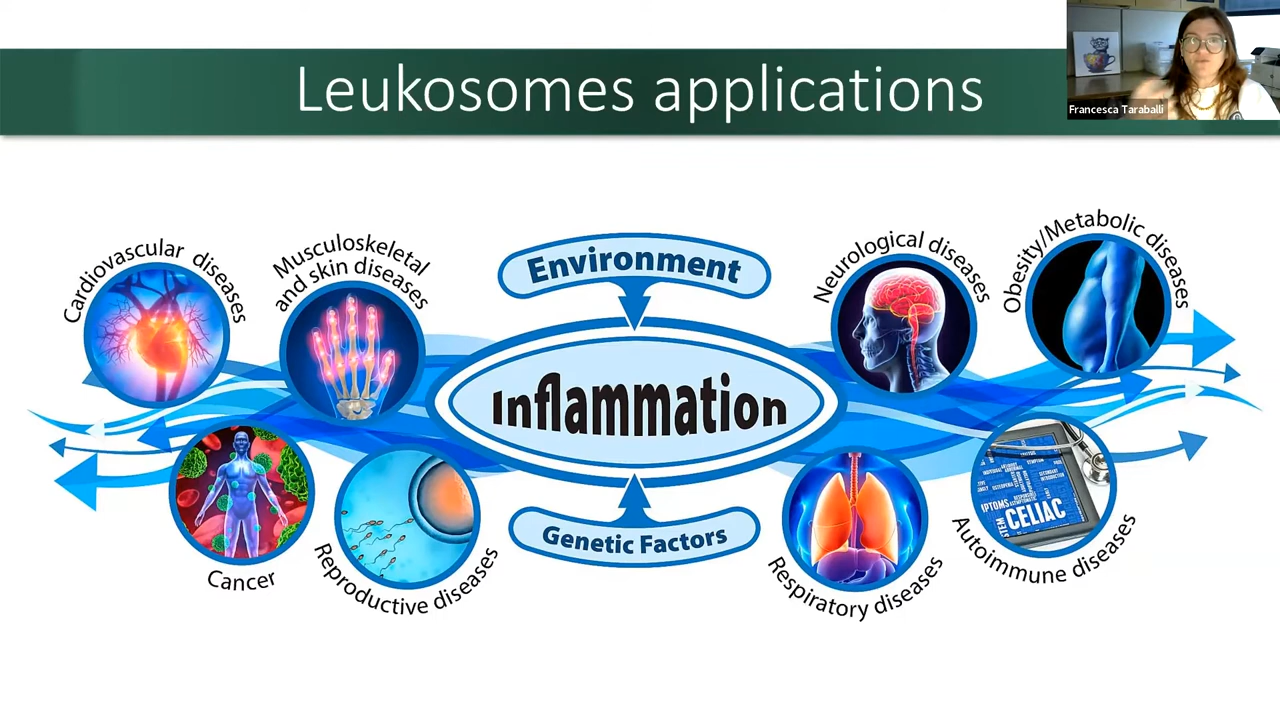 Leukosomes applications
Francesca Taraballi
Cardiovascular diseases
Musculoskeletal
and skin diseases
Environment
Neurological diseases
Obesity/Metabolic diseases
Inflammation
Cancer
Reproductive diseases
Genetic Factors
Respiratory diseases
CELIAC
Autoimmune diseases